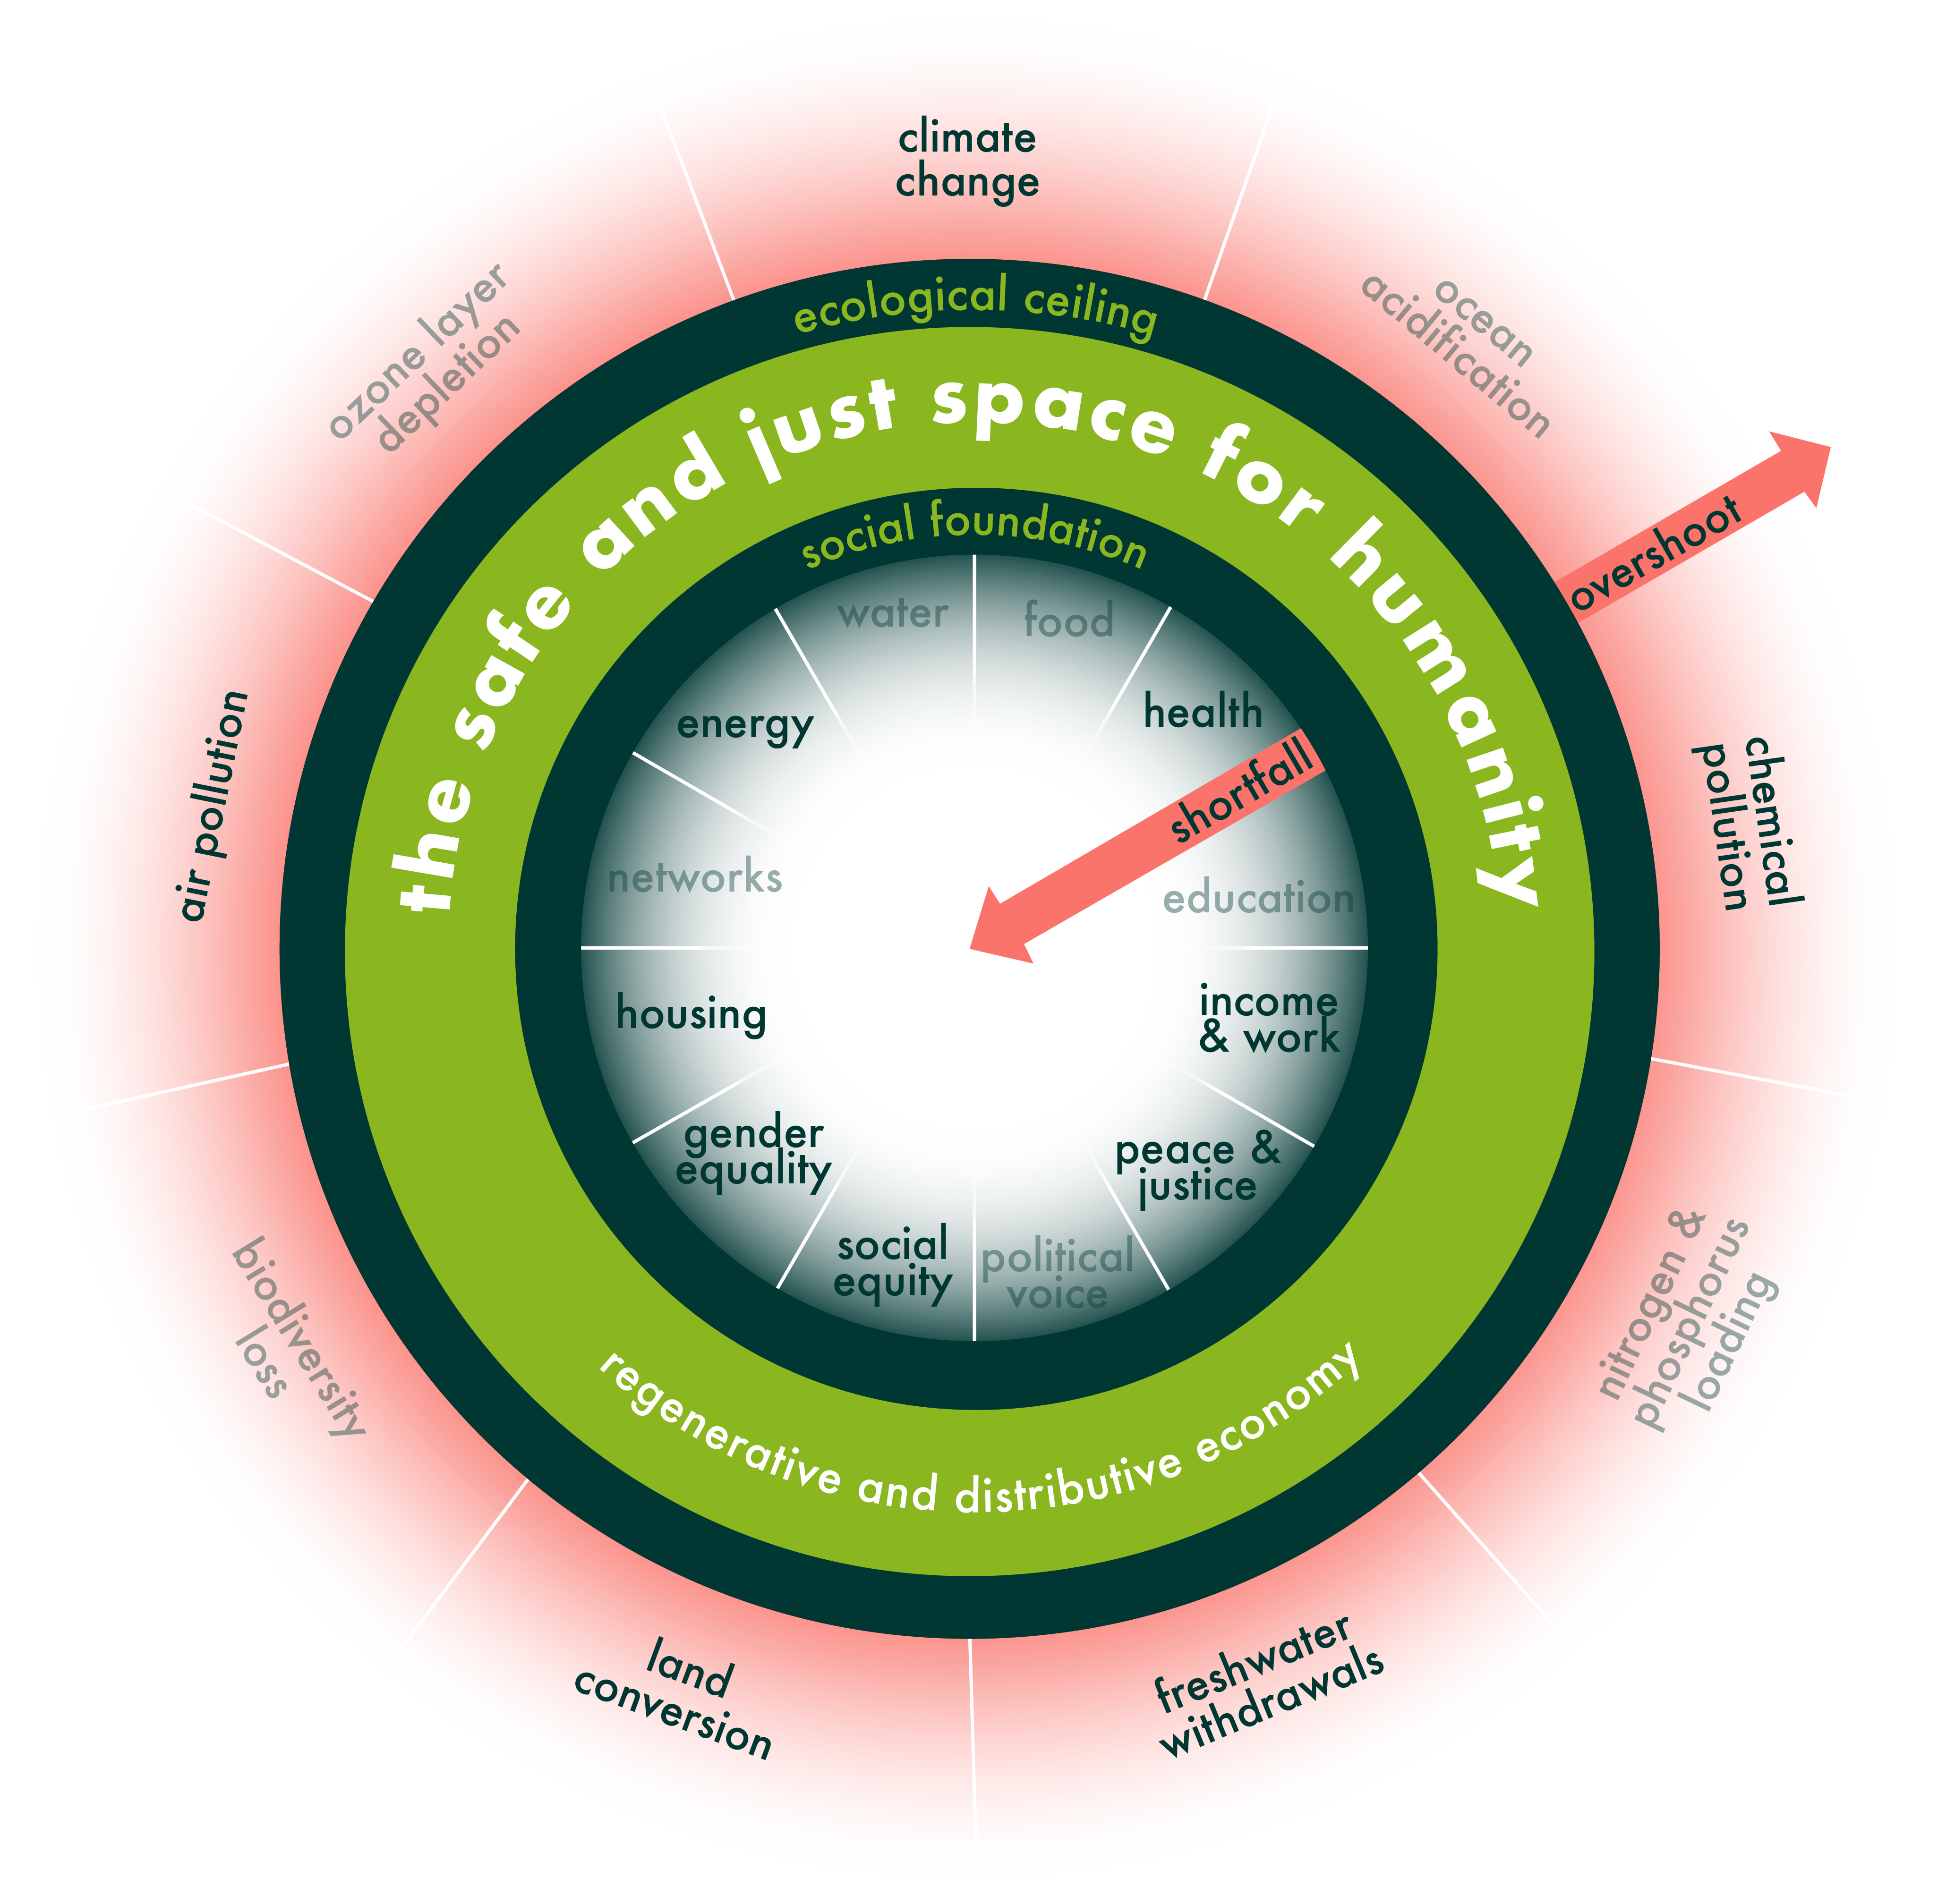 climate
change
ocean
acidification
chemical
pollution
nitrogen &
phosphorus
loading
freshwater
withdrawals
land
conversion
biodiversity
loss
air pollution
ozone layer
depletion
overshoot
ecological ceiling
the safe and just space for humanity
social foundation
water
food
health
shortfall
education
income
& work
peace &
justice
political
voice
social
equity
gender
equality
housing
networks
energy
regenerative and distributive economy